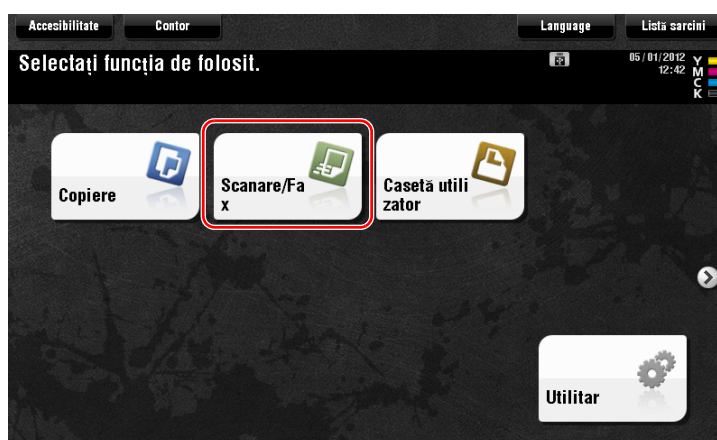 Accesibilitate Contor Language Listă sarcini
Selectați funcția de folosit.
05/01/2012
12:42
Y
M
C
K
Copiere
Scanare/Fa
x
Casetă utili
zator
Utilitar